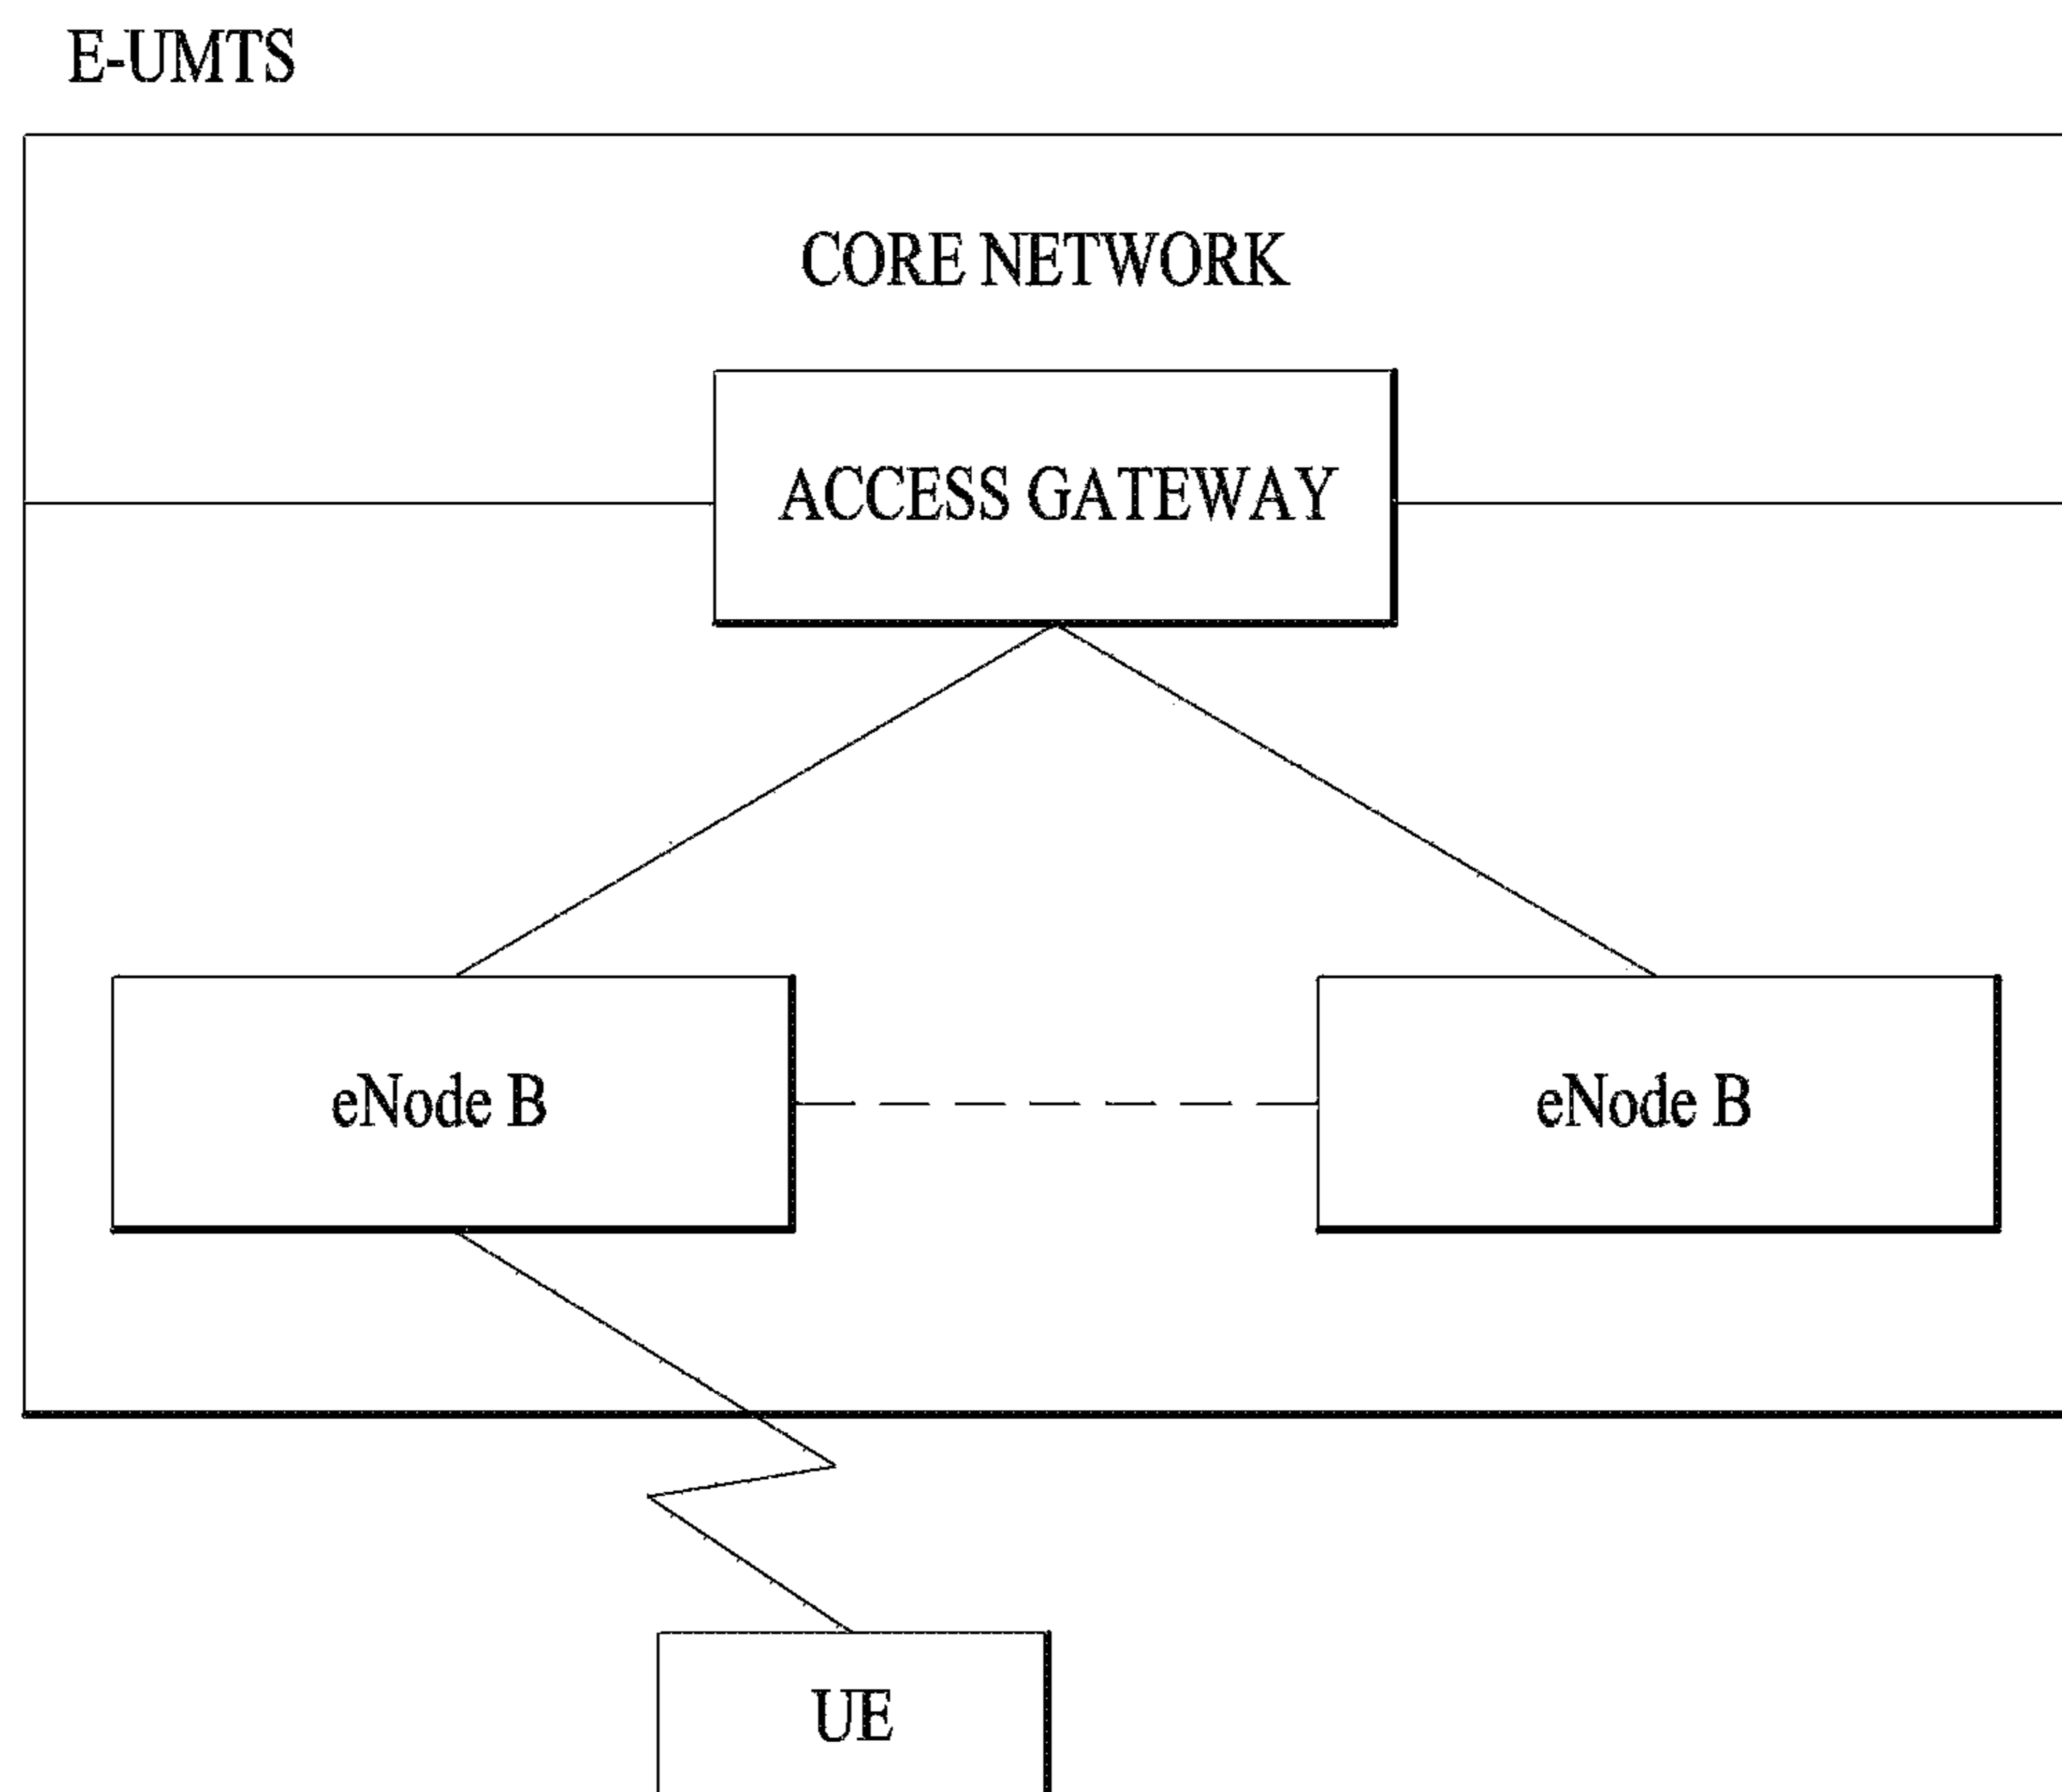 E-UMTS
CORE NETWORK
ACCESS GATEWAY
eNode B
eNode B
UE